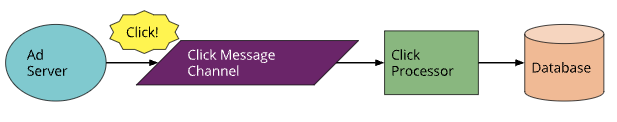 Ad
Server
Click!
Click Message
Channel
Click
Processor
Database